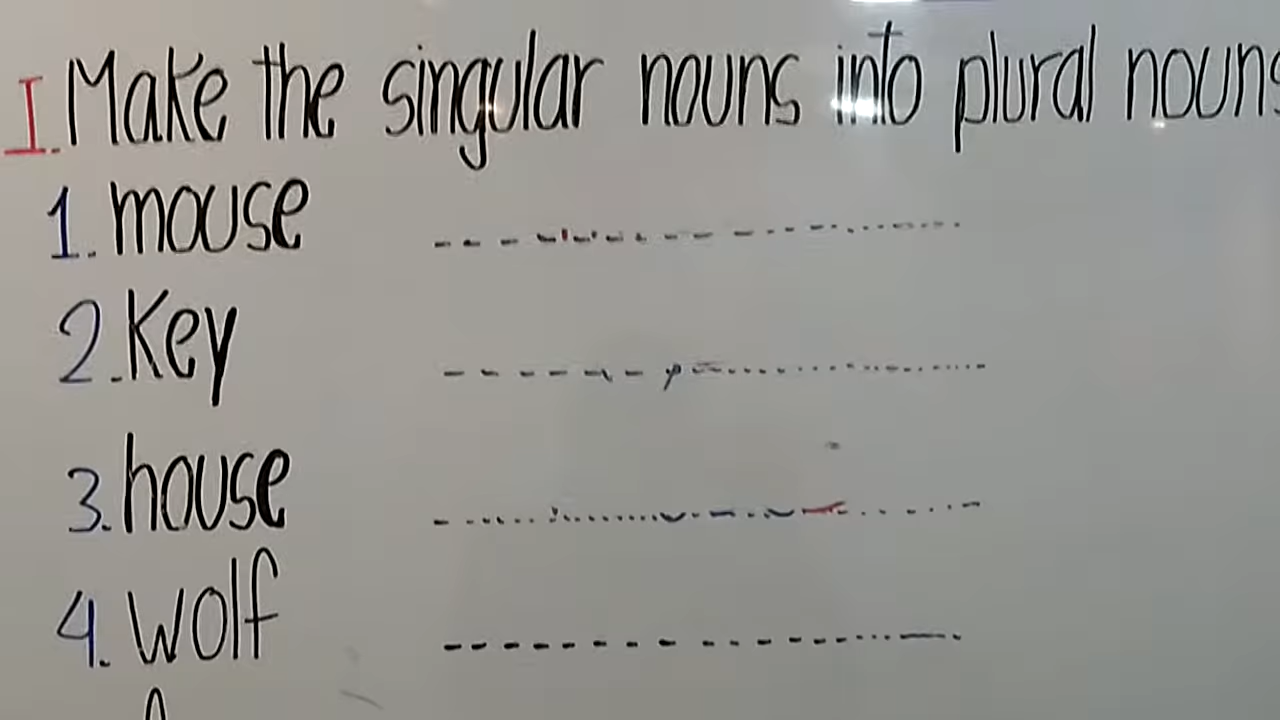 I. Make the singular nouns into plural nouns
1. mouse
2. Key
3. house
4. wolf